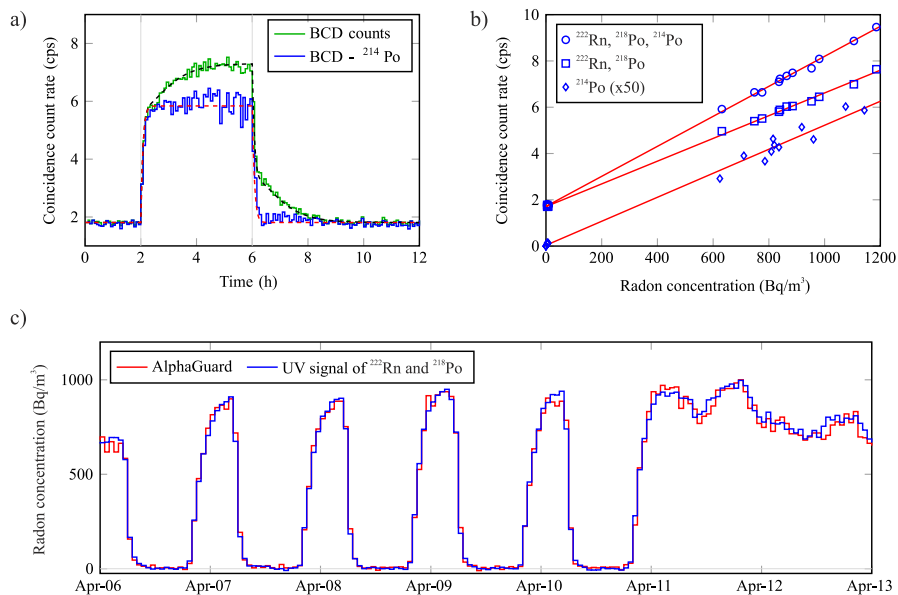 a)
BCD counts
BCD - ²¹⁴ Po
Coincidence count rate (cps)
8
6
4
2
0 2 4 6 8 10 12
Time (h)
b)
²²²Rn, ²¹⁸Po, ²¹⁴Po
²²²Rn, ²¹⁸Po
²¹⁴Po (x50)
Coincidence count rate (cps)
10
8
6
4
2
0
0 200 400 600 800 1000 1200
Radon concentration (Bq/m³)
c)
AlphaGuard UV signal of ²²²Rn and ²¹⁸Po
Radon concentration (Bq/m³)
1000
500
0
Apr-06 Apr-07 Apr-08 Apr-09 Apr-10 Apr-11 Apr-12 Apr-13